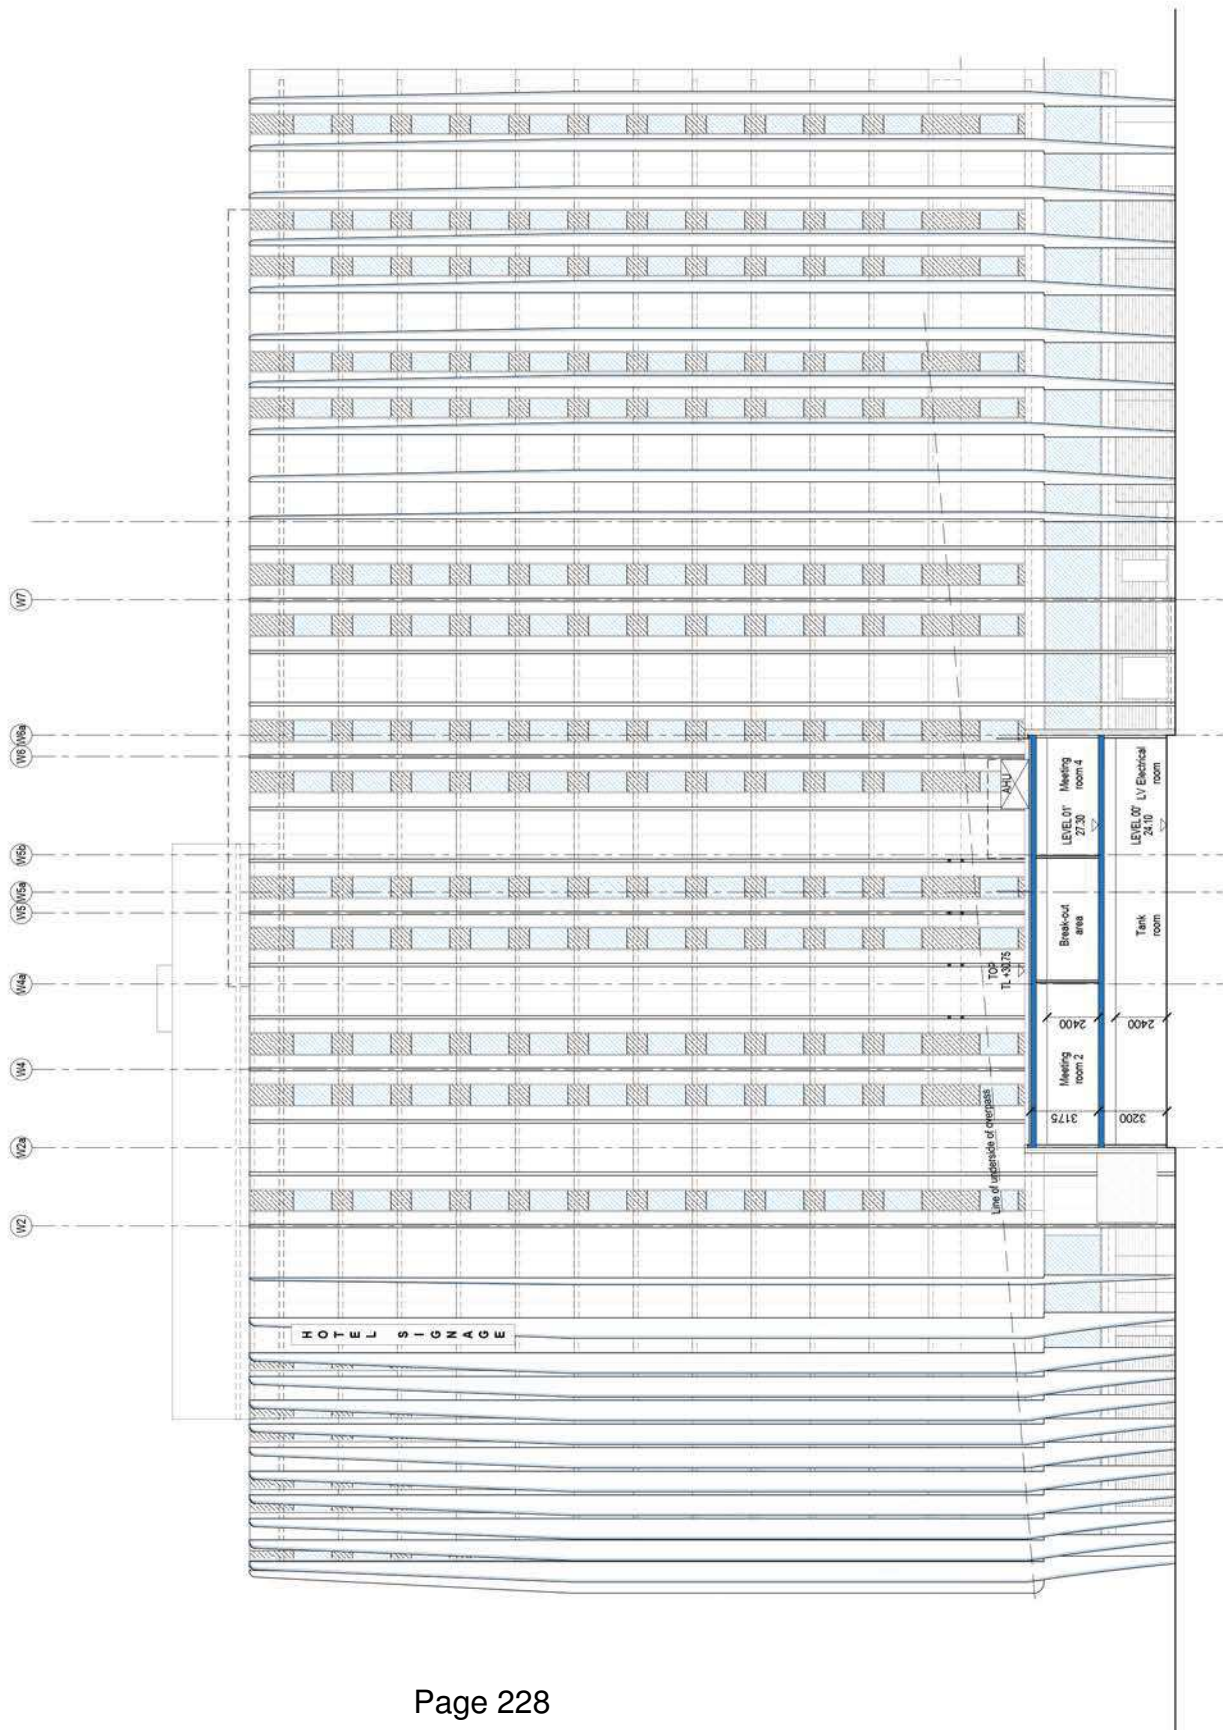 W2
W2a
W4
W4a
W5
W5a
W5b
W6
W6a
W7
HOTEL SIGNAGE
Line of underside of overpass
TOP
TL +30.75
AHU
Meeting
room 2
Break-out
area
LEVEL 01'
27.30
Meeting
room 4
Tank
room
LEVEL 00'
24.10
LV Electrical
room
3175
2400
3200
2400
Page 228